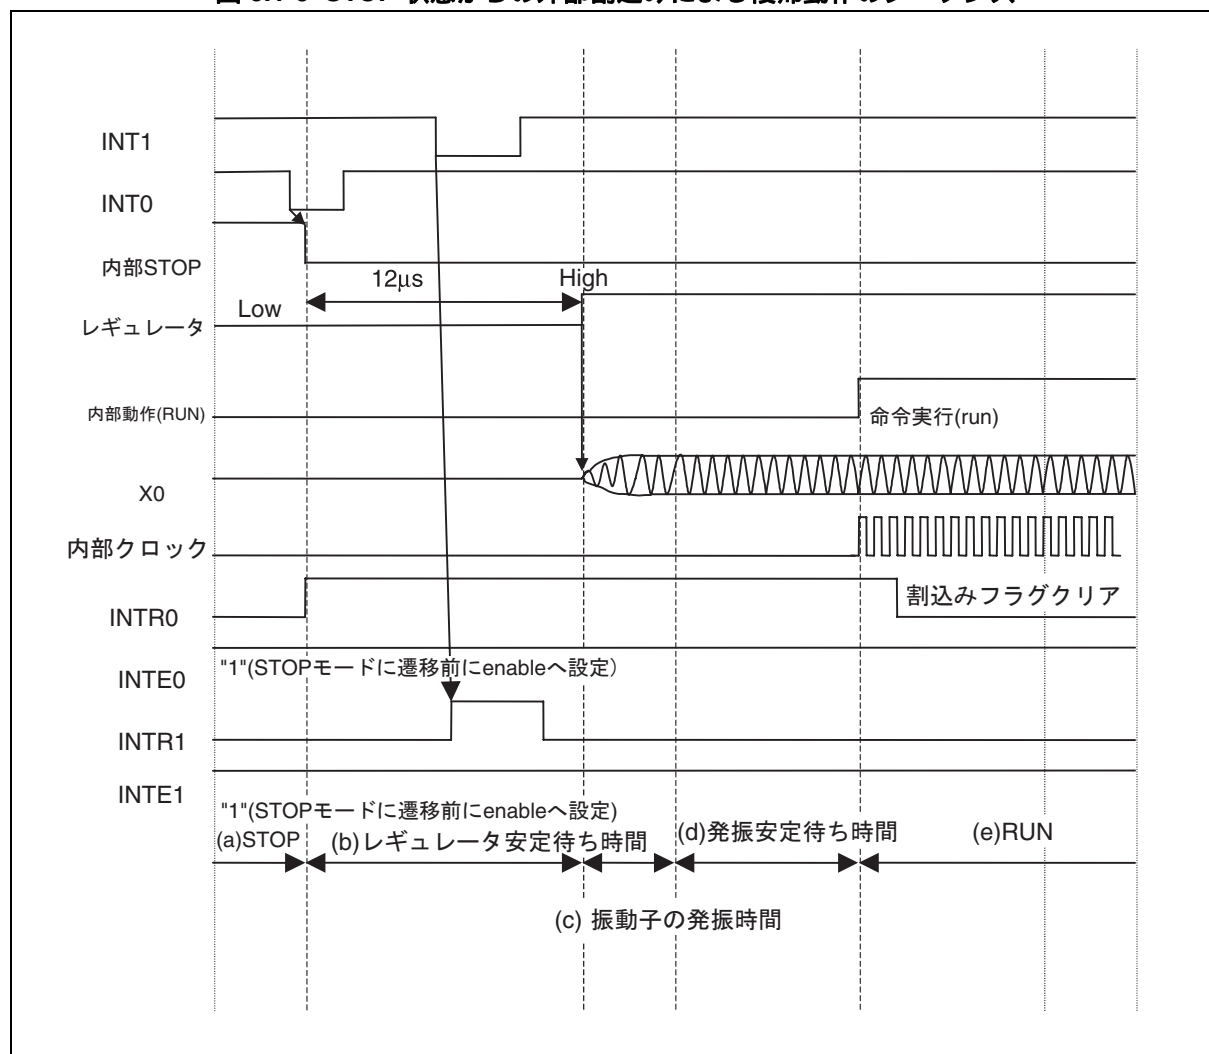 INT1
INT0
内部STOP
12μs
High
レギュレータ
Low
内部動作(RUN)
命令実行(run)
X0
内部クロック
INTR0
割込みフラグクリア
INTE0
"1"(STOPモードに遷移前にenableへ設定)
INTR1
INTE1
"1"(STOPモードに遷移前にenableへ設定)
(a)STOP
(b)レギュレータ安定待ち時間
(d)発振安定待ち時間
(e)RUN
(c) 振動子の発振時間